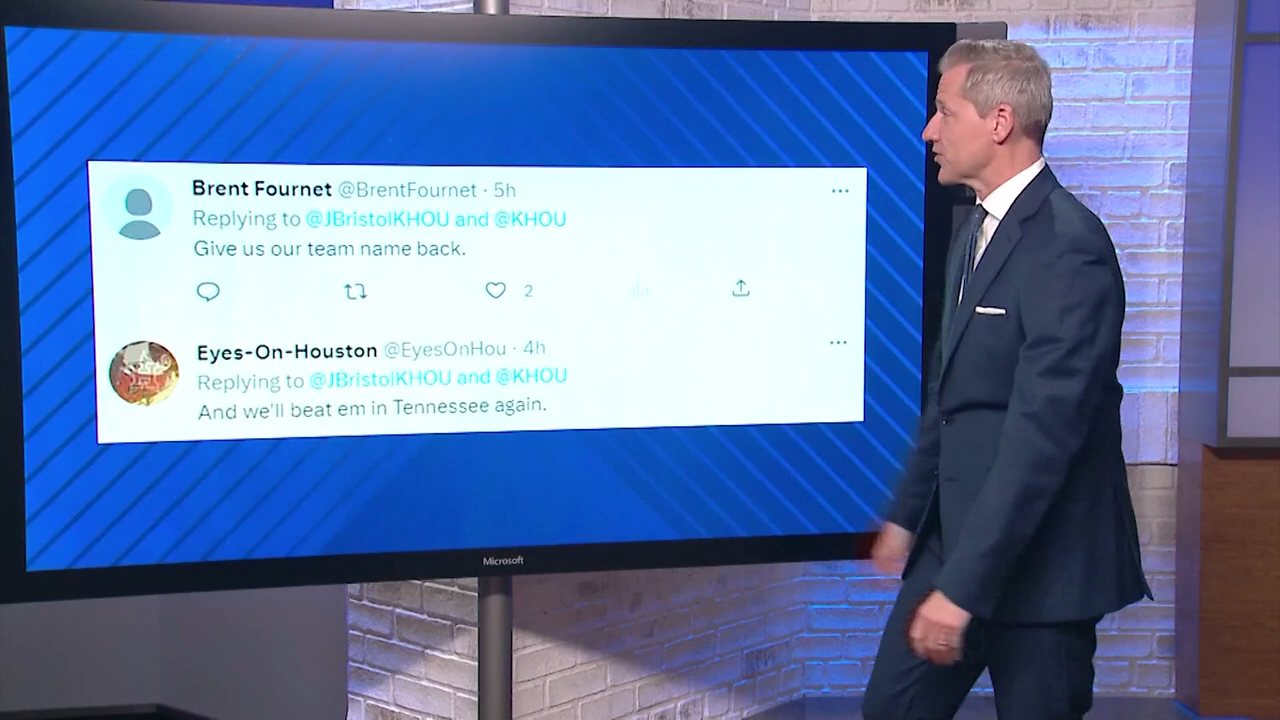 Brent Fournet @BrentFournet · 5h
Replying to @JBristolKHOU and @KHOU
Give us our team name back.
2
Eyes-On-Houston @EyesOnHou · 4h
Replying to @JBristolKHOU and @KHOU
And we'll beat em in Tennessee again.
Microsoft